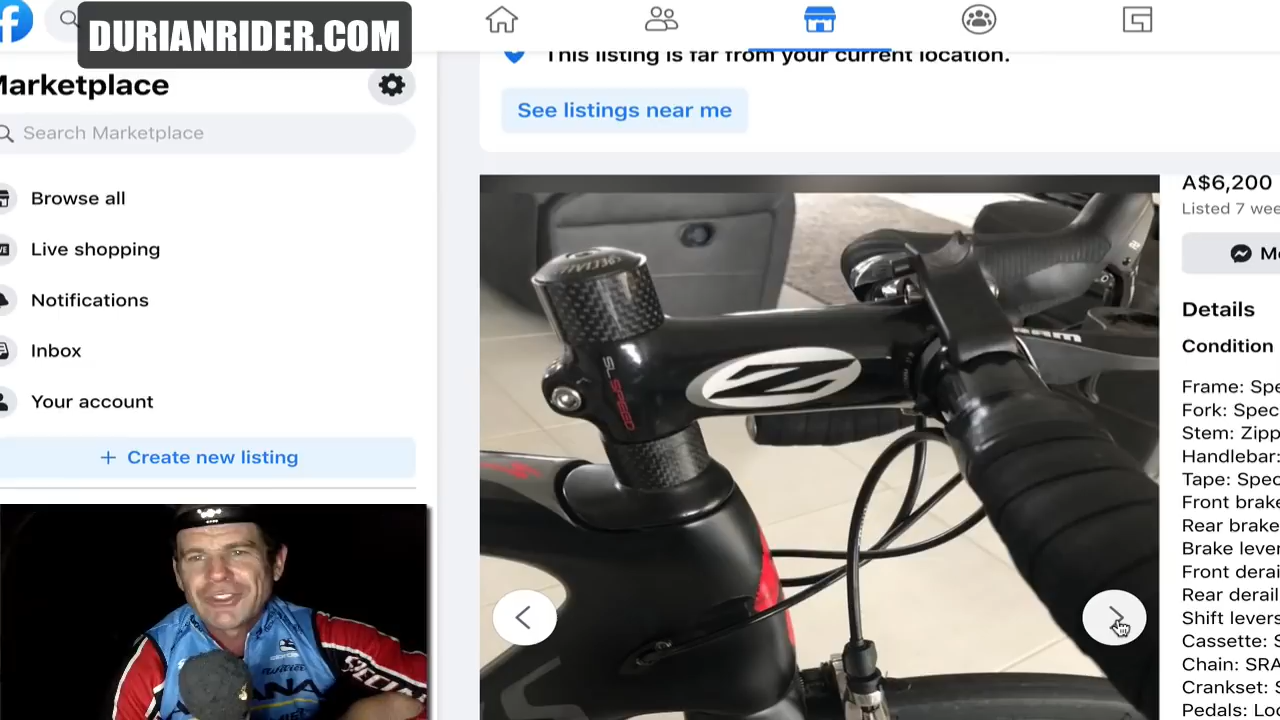 DURIANRIDER.COM
Marketplace
Search Marketplace
Browse all
Live shopping
Notifications
Inbox
Your account
+ Create new listing
This listing is far from your current location.
See listings near me
SL SPEED
Z
SRAM
A$6,200
Listed 7 wee
Me
Details
Condition
Frame: Spe
Fork: Spec
Stem: Zipp
Handlebar:
Tape: Spec
Front brake
Rear brake
Brake lever
Front derai
Rear derail
Shift levers
Cassette: S
Chain: SRA
Crankset: S
Pedals: Loo